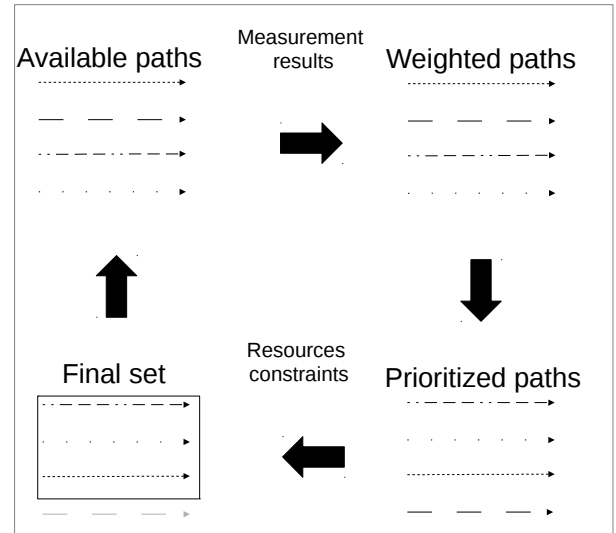 Available paths
Measurement
results
Weighted paths
Final set
Resources
constraints
Prioritized paths